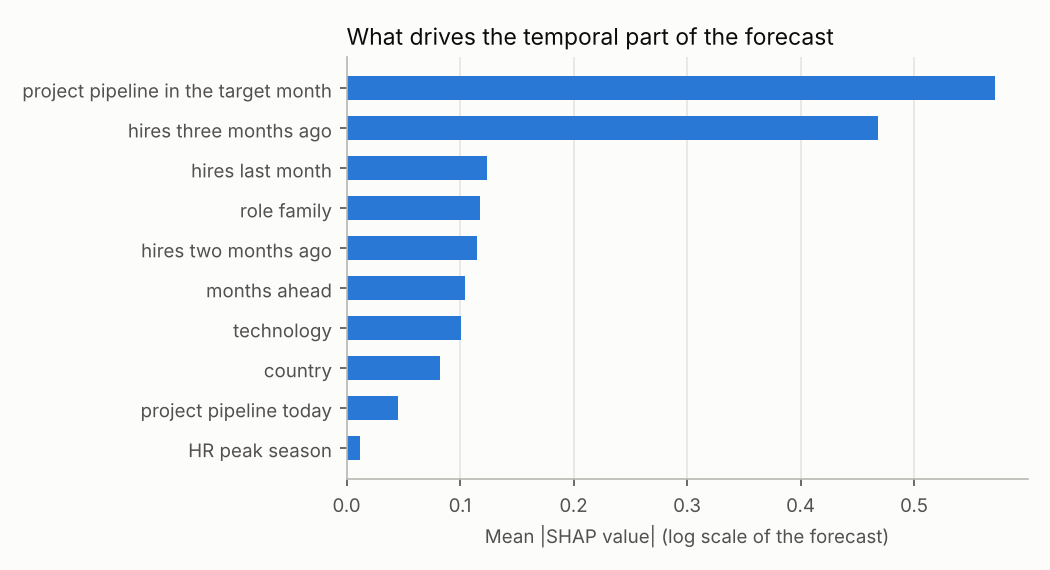 What drives the temporal part of the forecast
project pipeline in the target month
hires three months ago
hires last month
role family
hires two months ago
months ahead
technology
country
project pipeline today
HR peak season
0.0 0.1 0.2 0.3 0.4 0.5
Mean |SHAP value| (log scale of the forecast)